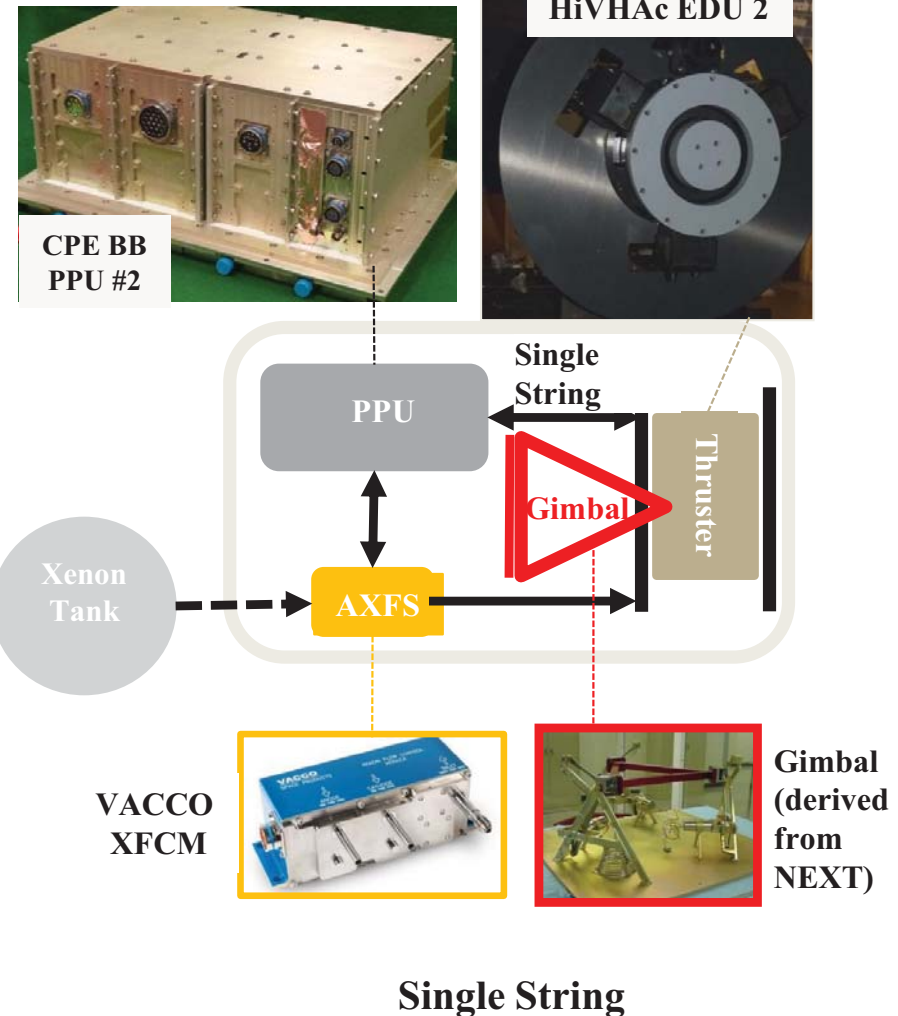 HiVHAc EDU 2
CPE BB
PPU #2
Single
String
PPU
Thruster
Gimbal
Xenon
Tank
AXFS
VACCO
VACCO
XFCM
Gimbal
(derived
from
NEXT)
Single String